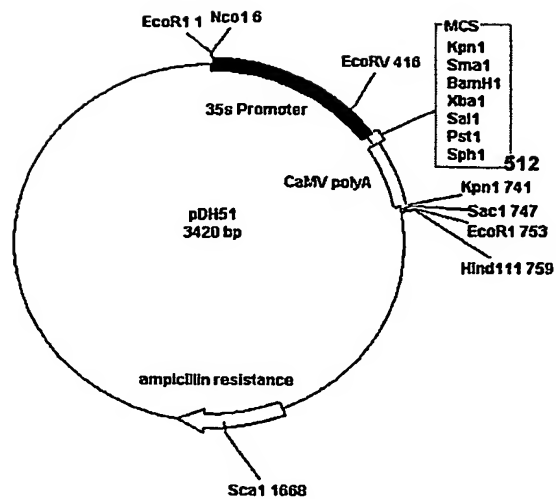 EcoR1 1
Nco1 6
EcoRV 416
35s Promoter
MCS
Kpn1
Sma1
BamH1
Xba1
Sal1
Pst1
Sph1
512
CaMV polyA
Kpn1 741
Sac1 747
EcoR1 753
Hind111 759
pDH51
3420 bp
ampicillin resistance
Sca1 1668